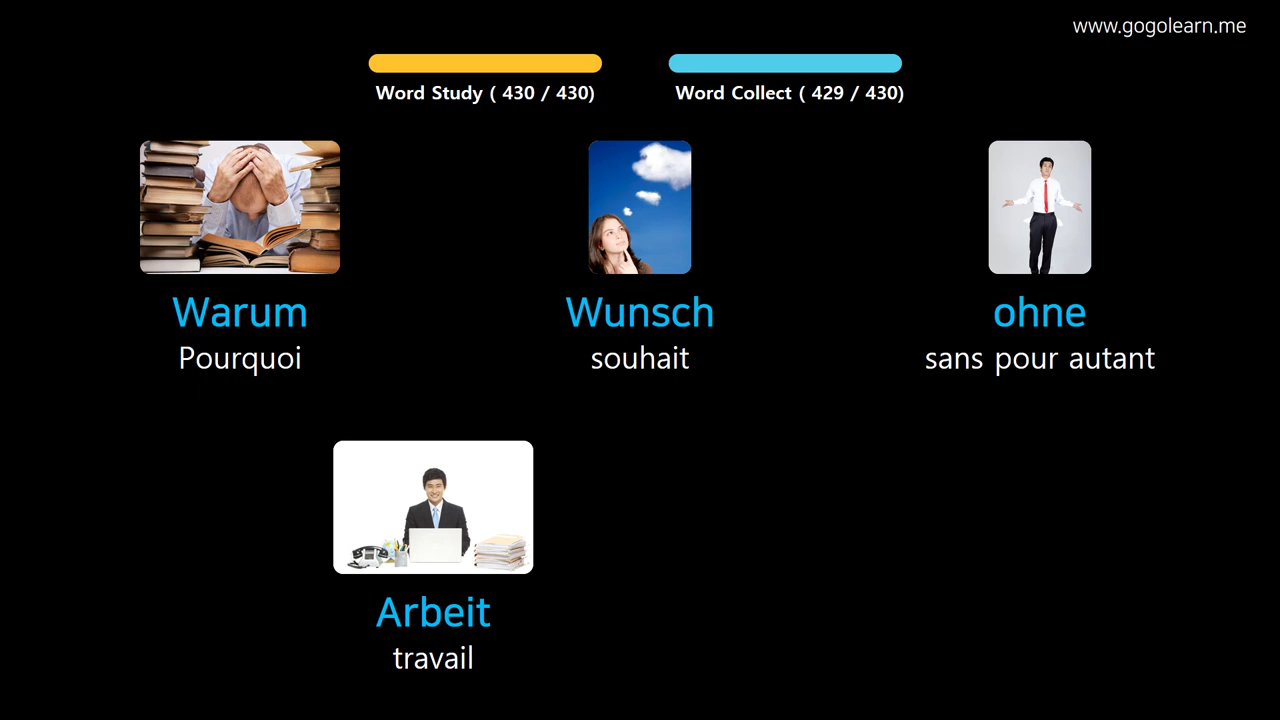 www.gogolearn.me
Word Study ( 430 / 430)
Word Collect ( 429 / 430)
Warum
Pourquoi
Wunsch
souhait
ohne
sans pour autant
Arbeit
travail